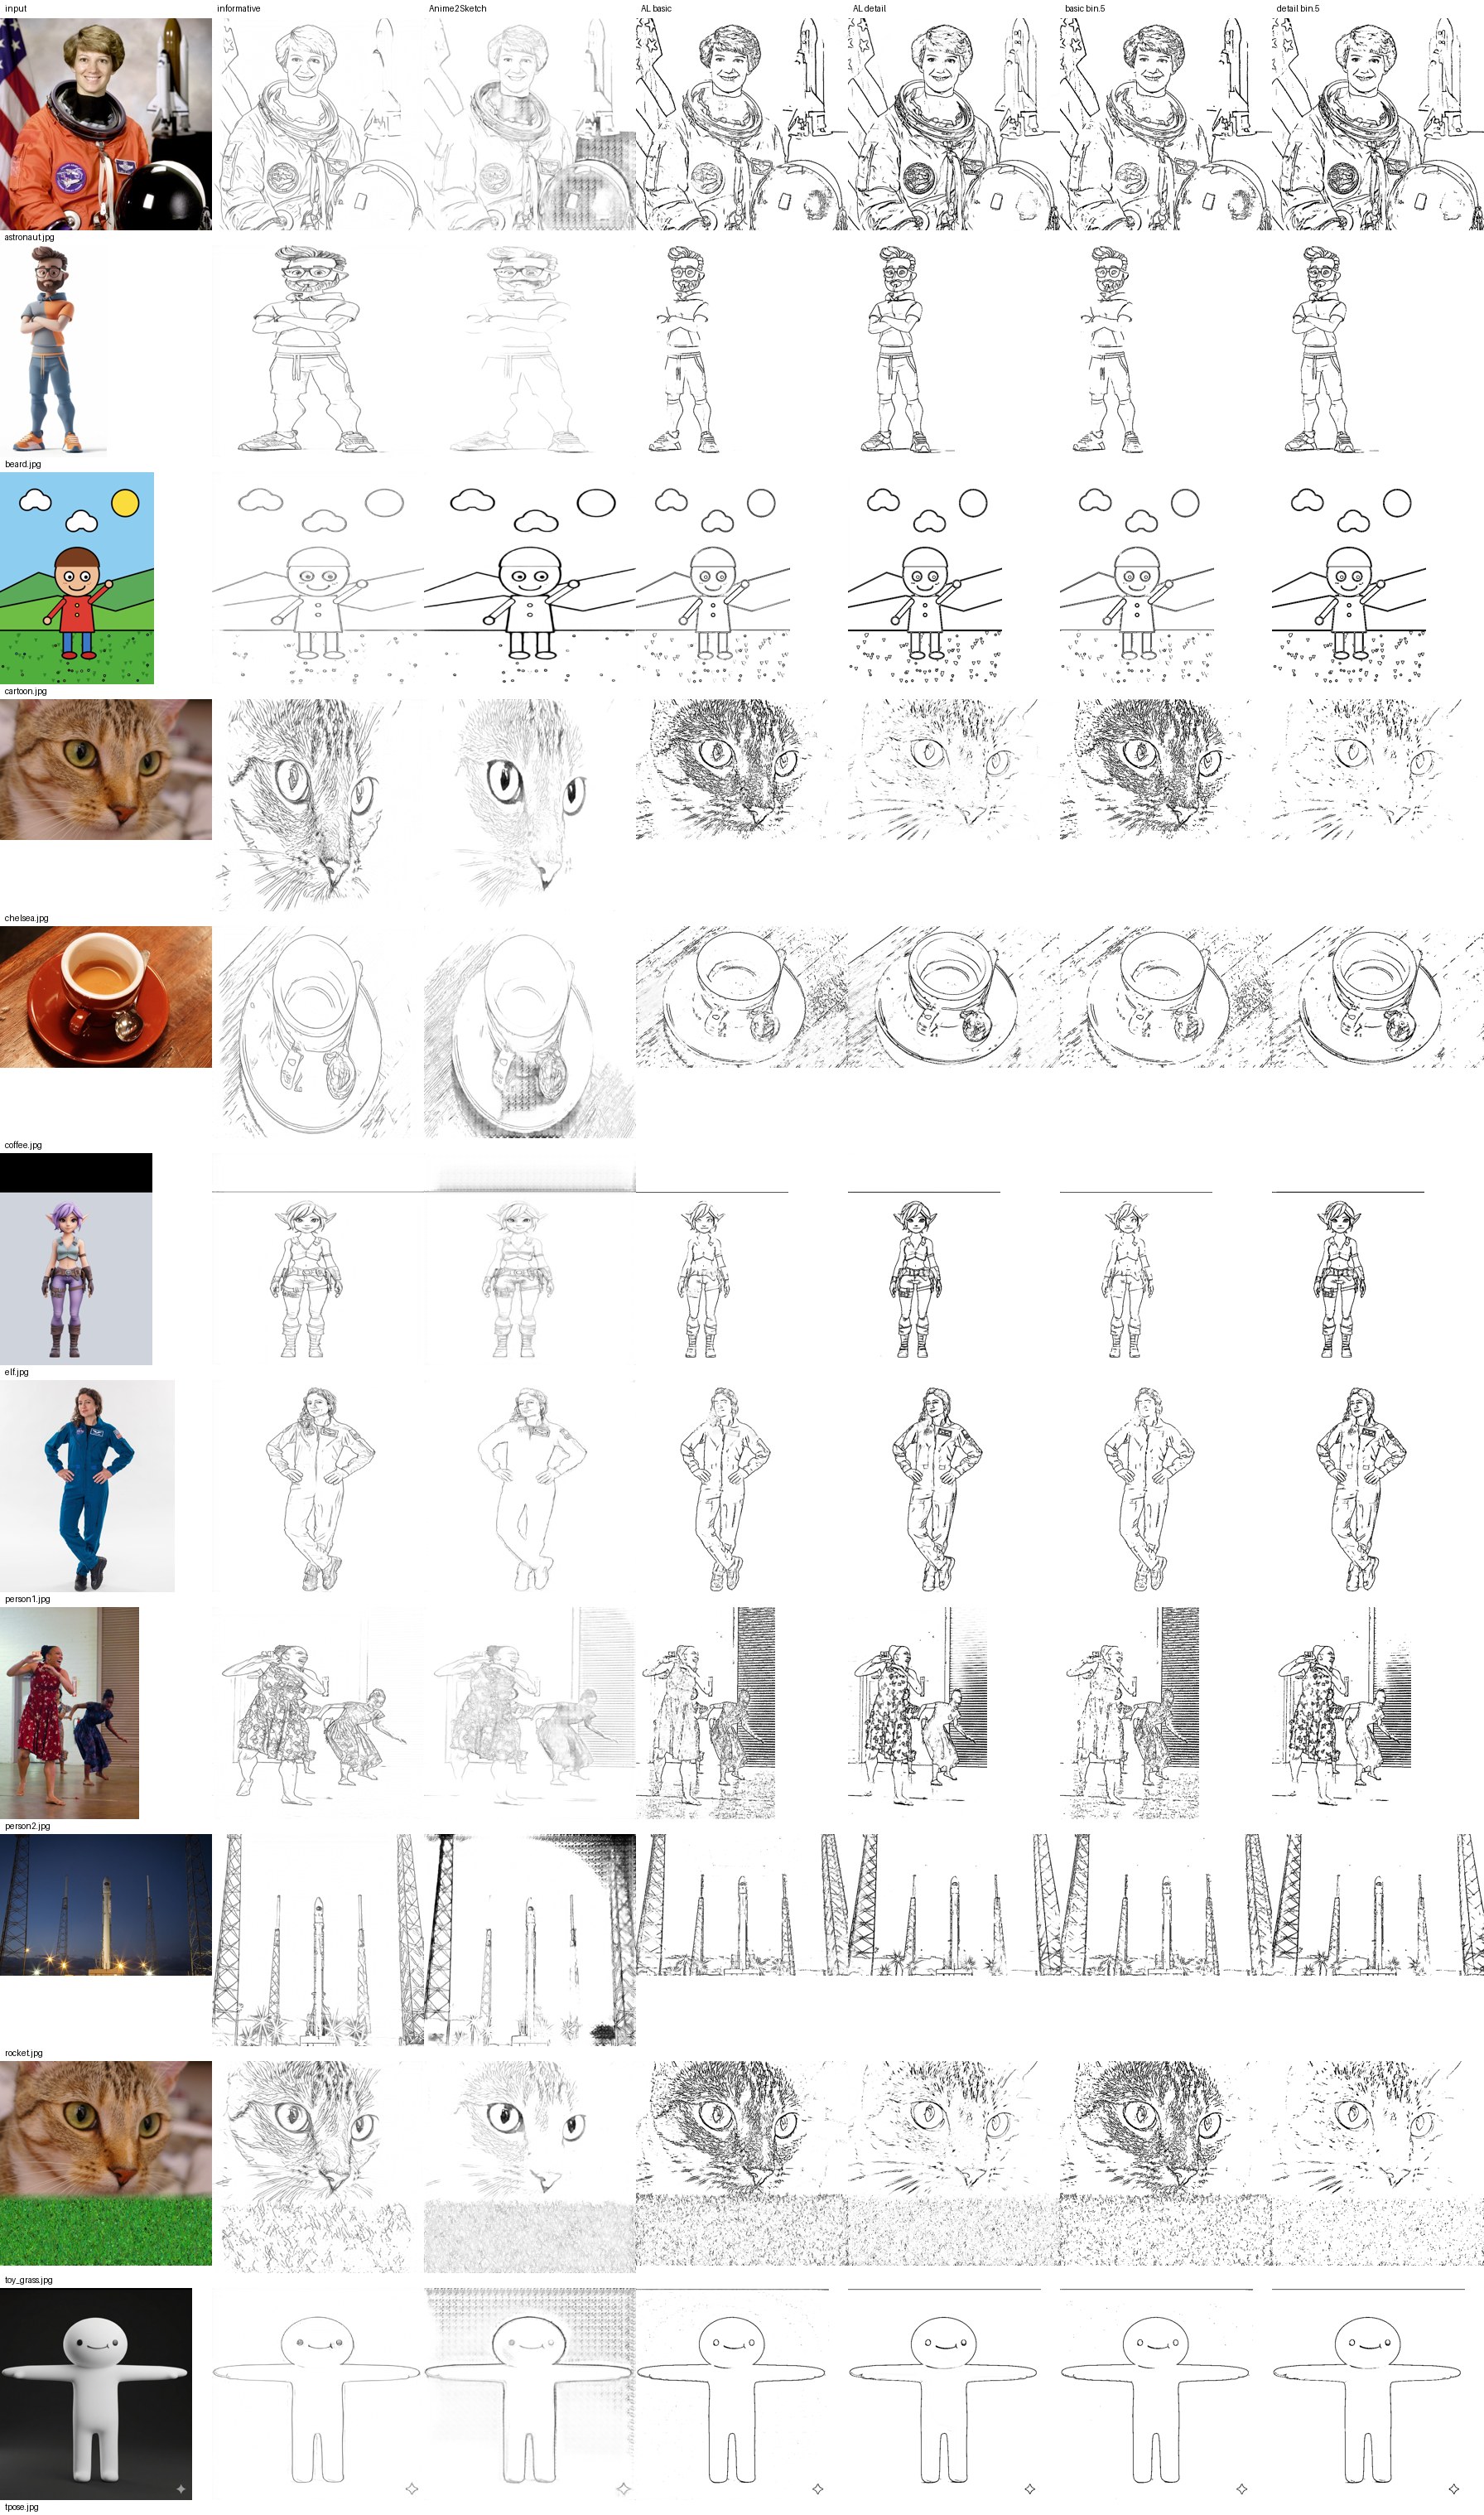 input informative Anime2Sketch AL basic AL detail basic bin.5 detail bin.5
astronaut.jpg
beard.jpg
cartoon.jpg
chelsea.jpg
coffee.jpg
elf.jpg
person1.jpg
person2.jpg
rocket.jpg
toy_grass.jpg
tpose.jpg